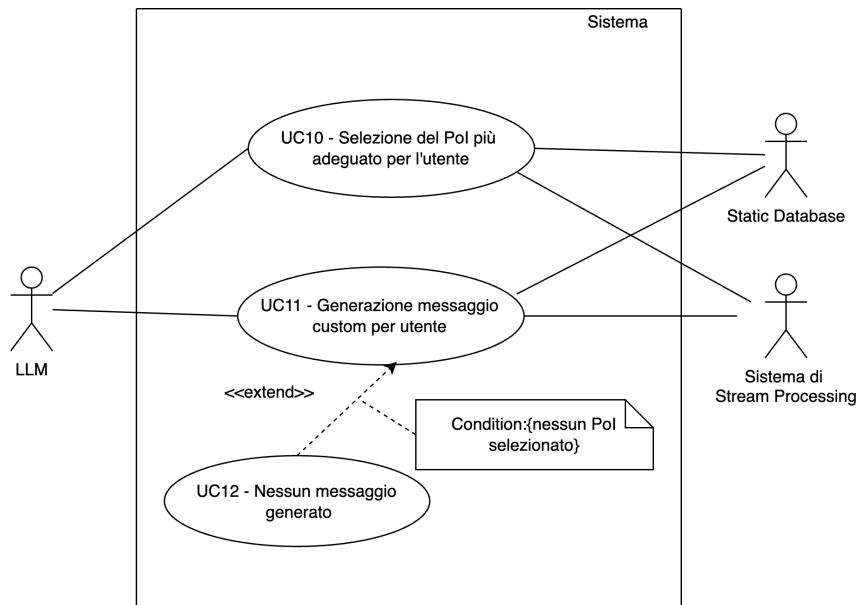 Sistema
UC10 - Selezione del PoI più
adeguato per l'utente
Static Database
UC11 - Generazione messaggio
custom per utente
LLM
Sistema di
Stream Processing
<<extend>>
Condition:{nessun PoI
selezionato}
UC12 - Nessun messaggio
generato